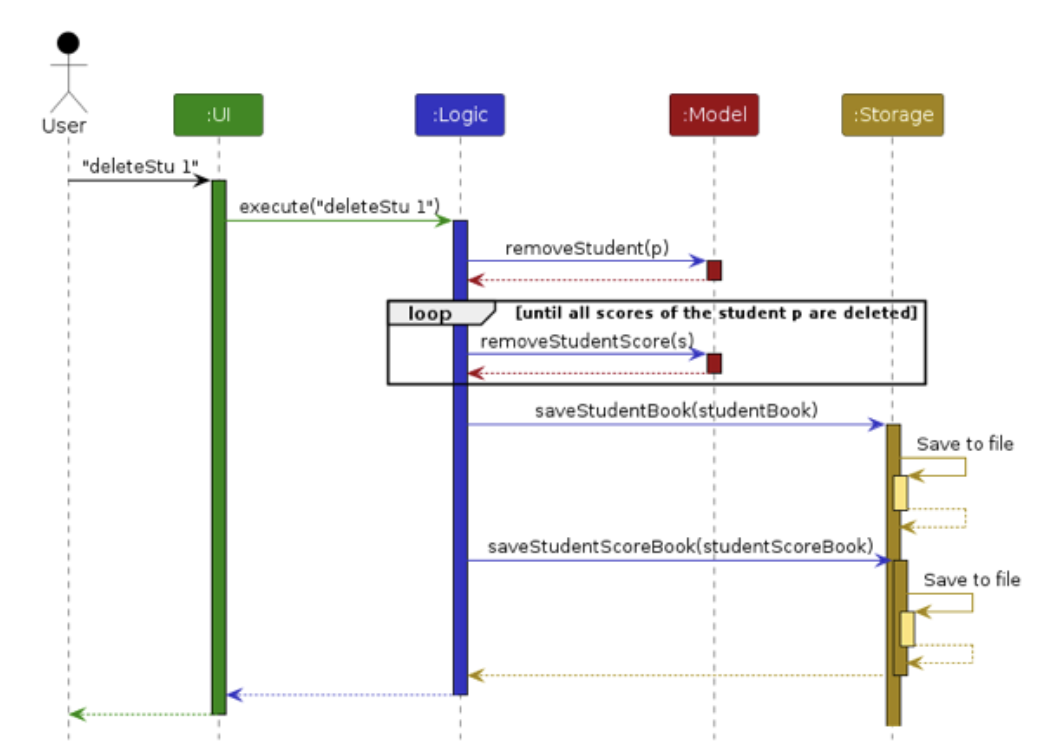 User
:UI
:Logic
:Model
:Storage
"deleteStu 1"
execute("deleteStu 1")
removeStudent(p)
loop
[until all scores of the student p are deleted]
removeStudentScore(s)
saveStudentBook(studentBook)
Save to file
saveStudentScoreBook(studentScoreBook)
Save to file